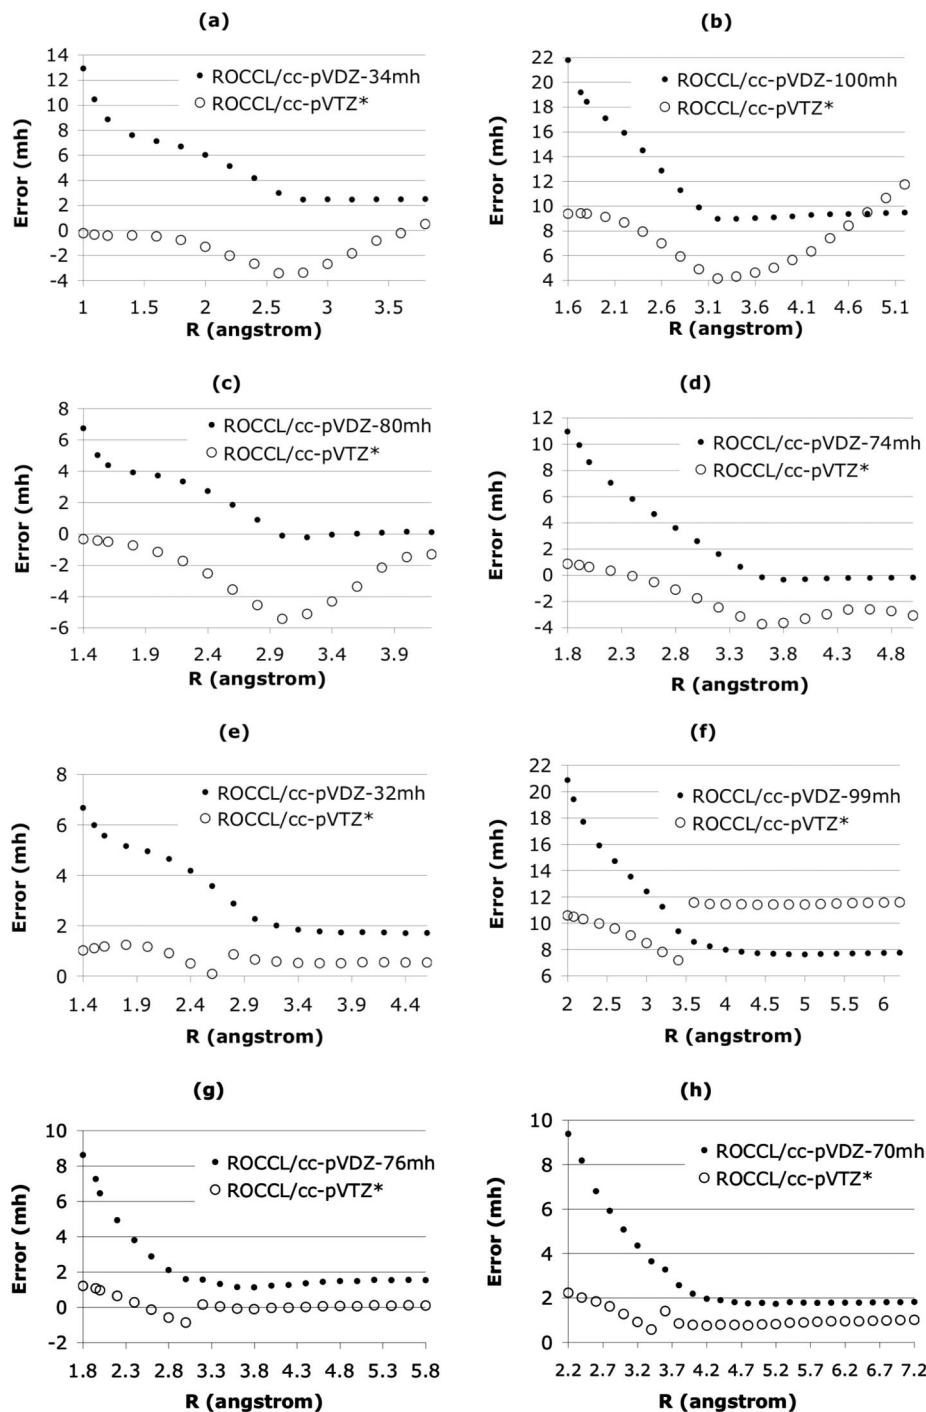 (a)
14
12
10
8
6
4
2
0
-2
-4
Error (mh)
ROCCL/cc-pVDZ-34mh
ROCCL/cc-pVTZ*
1 1.5 2 2.5 3 3.5
R (angstrom)
(b)
22
20
18
16
14
12
10
8
6
4
Error (mh)
ROCCL/cc-pVDZ-100mh
ROCCL/cc-pVTZ*
1.6 2.1 2.6 3.1 3.6 4.1 4.6 5.1
R (angstrom)
(c)
8
6
4
2
0
-2
-4
-6
Error (mh)
ROCCL/cc-pVDZ-80mh
ROCCL/cc-pVTZ*
1.4 1.9 2.4 2.9 3.4 3.9
R (angstrom)
(d)
12
10
8
6
4
2
0
-2
-4
Error (mh)
ROCCL/cc-pVDZ-74mh
ROCCL/cc-pVTZ*
1.8 2.3 2.8 3.3 3.8 4.3 4.8
R (angstrom)
(e)
8
6
4
2
0
Error (mh)
ROCCL/cc-pVDZ-32mh
ROCCL/cc-pVTZ*
1.4 1.9 2.4 2.9 3.4 3.9 4.4
R (angstrom)
(f)
22
20
18
16
14
12
10
8
6
Error (mh)
ROCCL/cc-pVDZ-99mh
ROCCL/cc-pVTZ*
2 2.5 3 3.5 4 4.5 5 5.5 6
R (angstrom)
(g)
10
8
6
4
2
0
-2
Error (mh)
ROCCL/cc-pVDZ-76mh
ROCCL/cc-pVTZ*
1.8 2.3 2.8 3.3 3.8 4.3 4.8 5.3 5.8
R (angstrom)
(h)
10
8
6
4
2
0
Error (mh)
ROCCL/cc-pVDZ-70mh
ROCCL/cc-pVTZ*
2.2 2.7 3.2 3.7 4.2 4.7 5.2 5.7 6.2 6.7 7.2
R (angstrom)